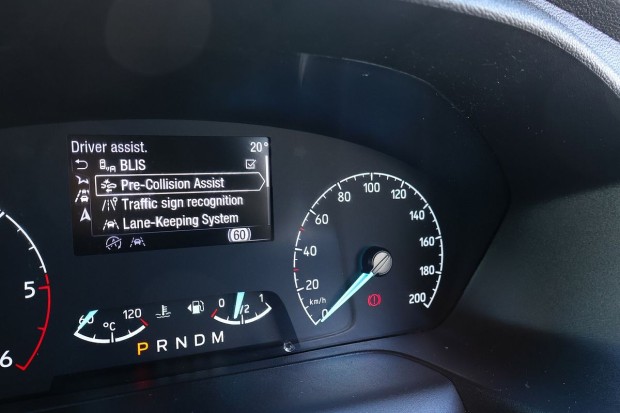 Driver assist.
20°
BLIS
Pre-Collision Assist
Traffic sign recognition
Lane-Keeping System
(60)
5
6
60
120
°C
0
1/2
1
P R N D M
0
20
40
60
80
100
120
140
160
180
200
km/h